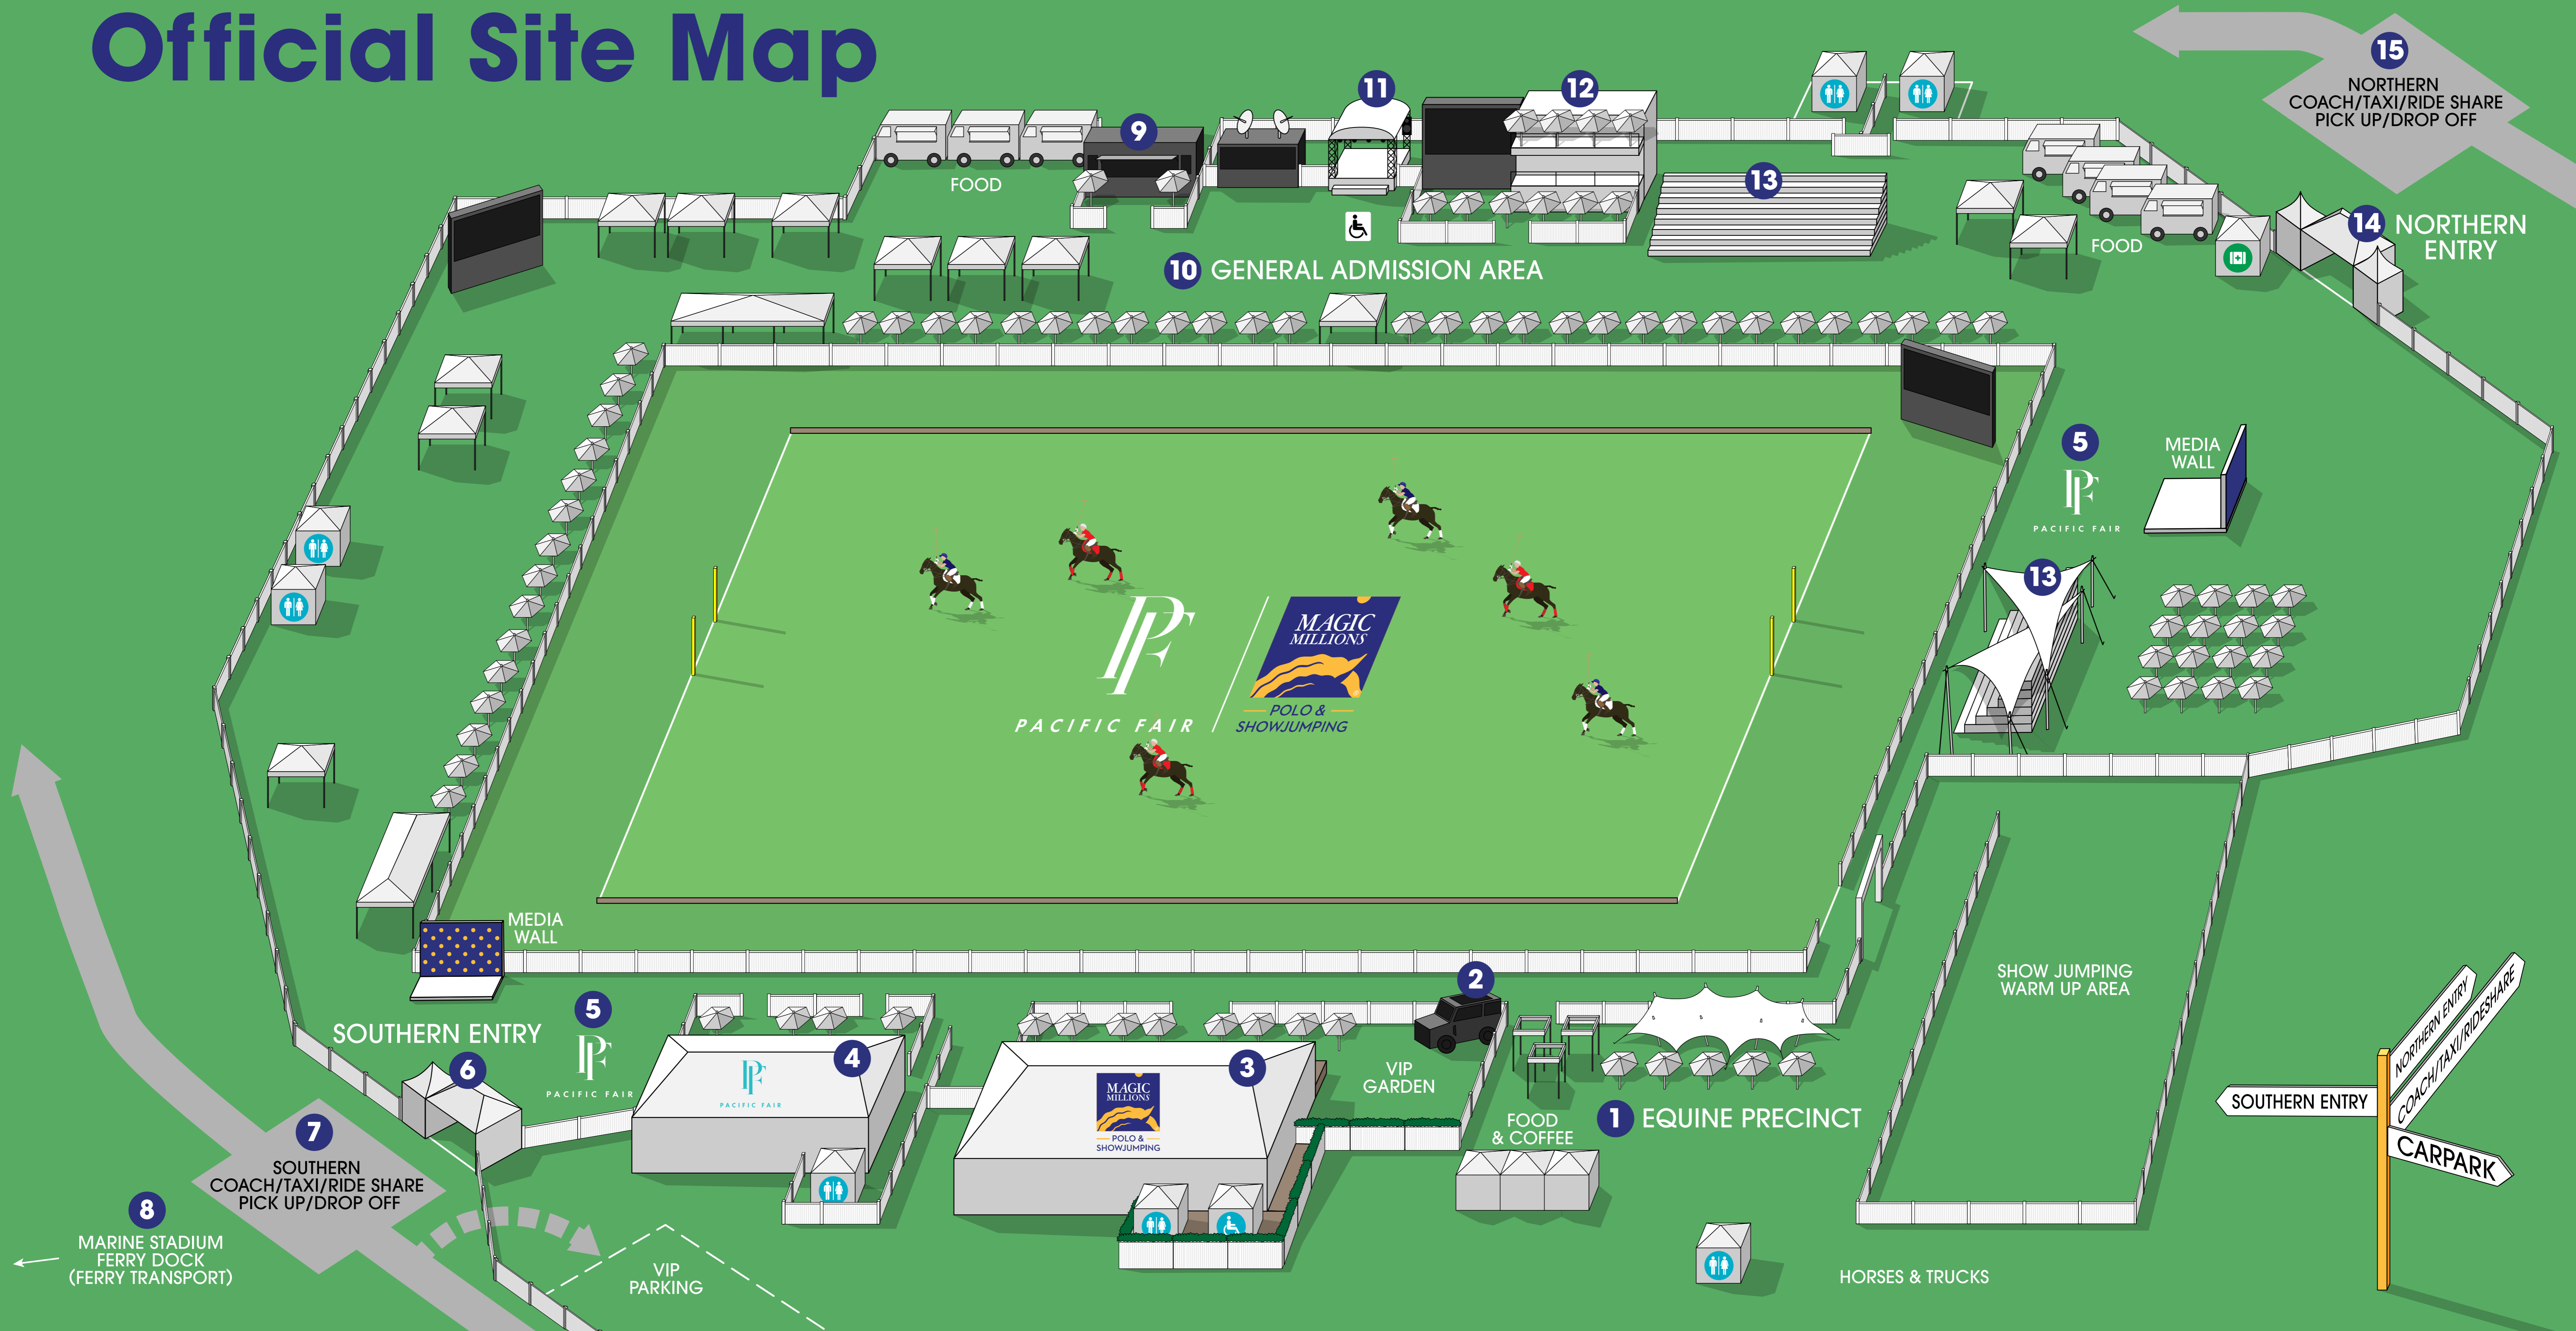 Official Site Map
15
NORTHERN
COACH/TAXI/RIDE SHARE
PICK UP/DROP OFF
11
12
9
FOOD
13
14 NORTHERN
ENTRY
FOOD
10 GENERAL ADMISSION AREA
5
PF
PACIFIC FAIR
MEDIA
WALL
13
PF
PACIFIC FAIR
MAGIC
MILLIONS
POLO &
SHOWJUMPING
MEDIA
WALL
SHOW JUMPING
WARM UP AREA
2
5
PF
PACIFIC FAIR
SOUTHERN ENTRY
6
4
PF
PACIFIC FAIR
3
MAGIC
MILLIONS
POLO &
SHOWJUMPING
VIP
GARDEN
FOOD
& COFFEE
1 EQUINE PRECINCT
NORTHERN ENTRY
COACH/TAXI/RIDESHARE
SOUTHERN ENTRY
CARPARK
7
SOUTHERN
COACH/TAXI/RIDE SHARE
PICK UP/DROP OFF
8
MARINE STADIUM
FERRY DOCK
(FERRY TRANSPORT)
VIP
PARKING
HORSES & TRUCKS